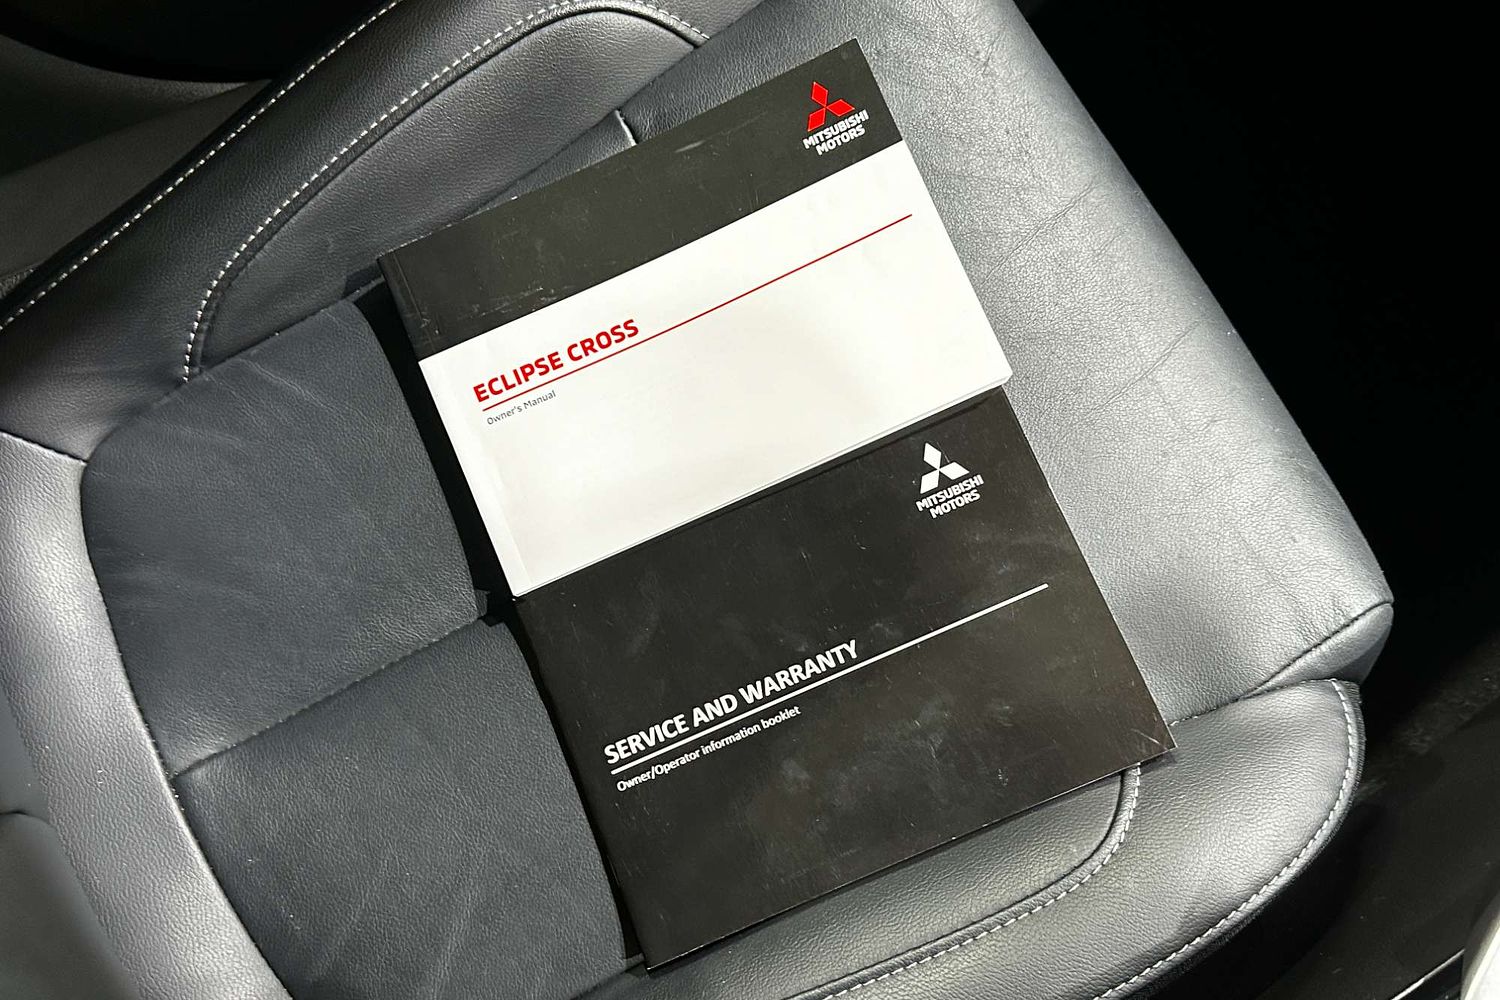 MITSUBISHI
MOTORS
ECLIPSE CROSS
Owner's Manual
MITSUBISHI
MOTORS
SERVICE AND WARRANTY
Owner/Operator information booklet